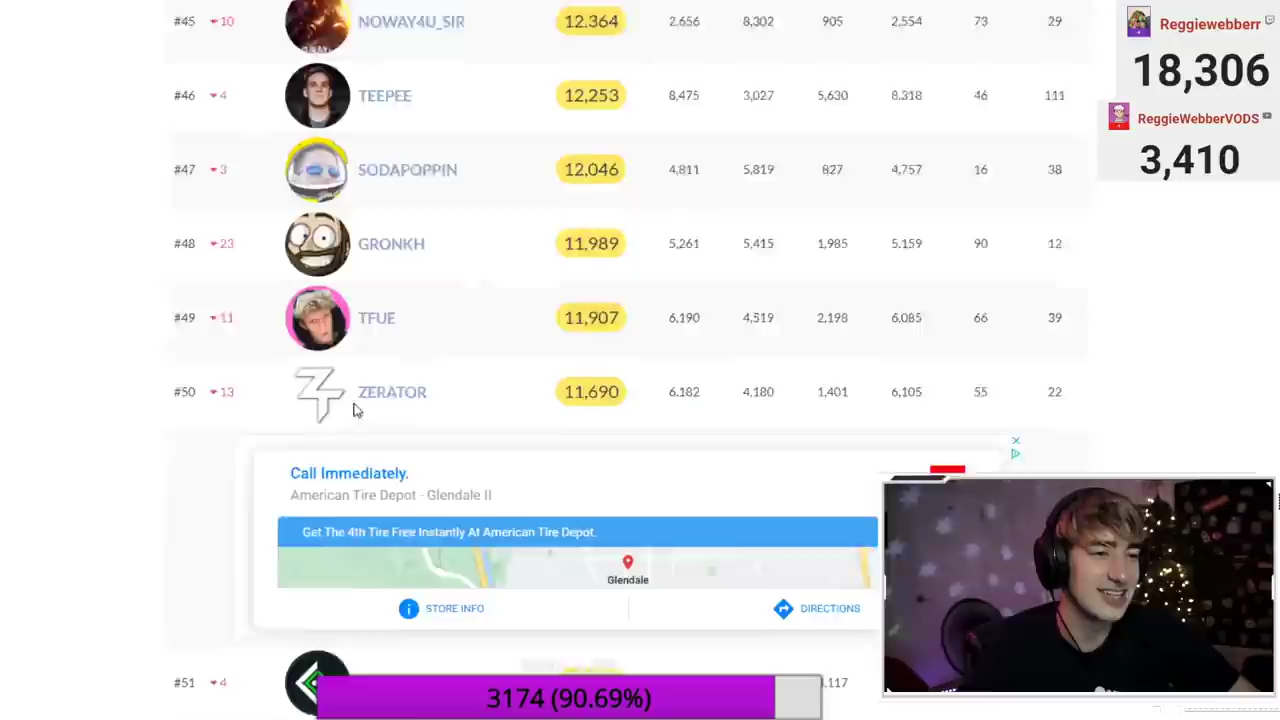 #45 10 NOWAY4U_SIR 12.364 2.656 8,302 905 2,554 73 29
#46 4 TEEPEE 12,253 8,475 3,027 5,630 8.318 46 111
#47 3 SODAPOPPIN 12,046 4,811 5,819 827 4,757 16 38
#48 23 GRONKH 11,989 5,261 5,415 1,985 5.159 90 12
#49 11 TFUE 11,907 6,190 4,519 2,198 6,085 66 39
#50 13 ZERATOR 11,690 6.182 4,180 1,401 6,105 55 22
Call Immediately.
American Tire Depot - Glendale II
Get The 4th Tire Free Instantly At American Tire Depot.
Glendale
STORE INFO
DIRECTIONS
#51 4
3174 (90.69%)
Reggiewebberr
18,306
ReggieWebberVODS
3,410